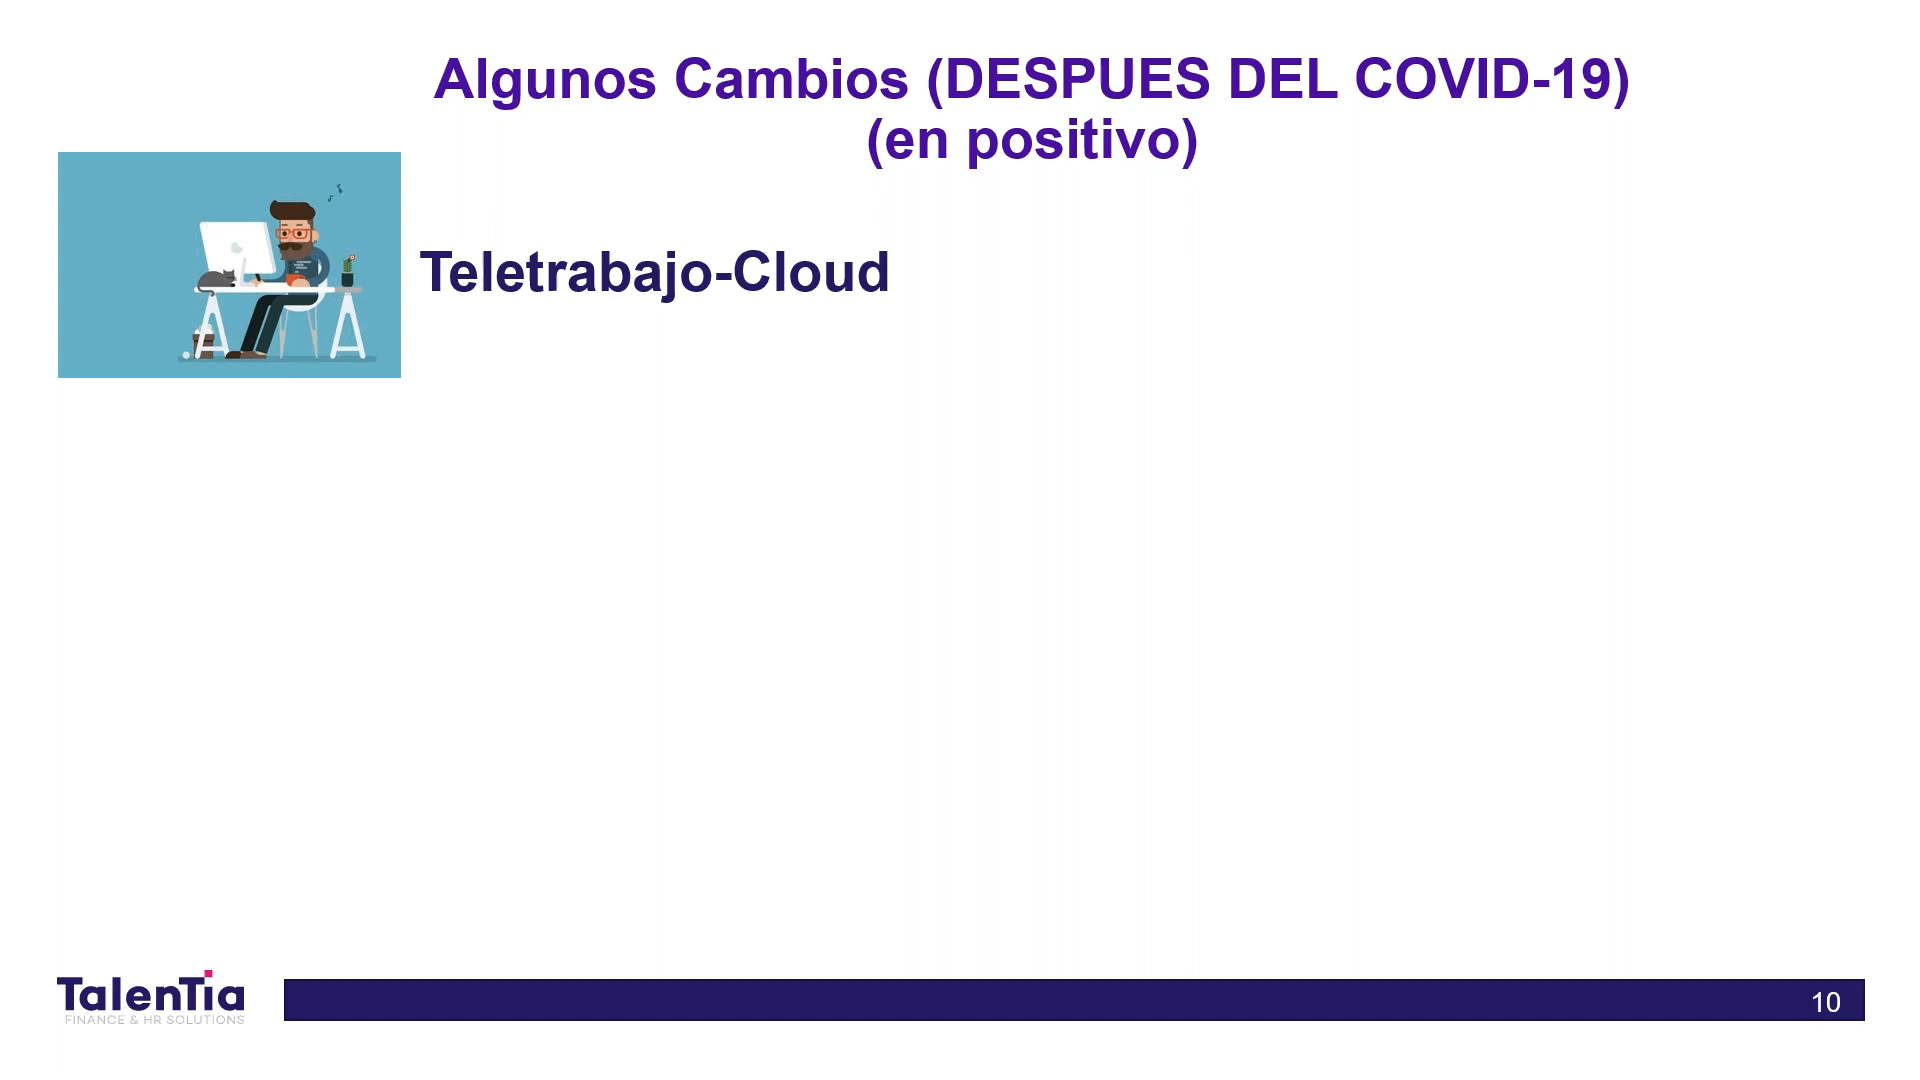 Algunos Cambios (DESPUES DEL COVID-19)
(en positivo)
Teletrabajo-Cloud
TalenTia
FINANCE & HR SOLUTIONS
10